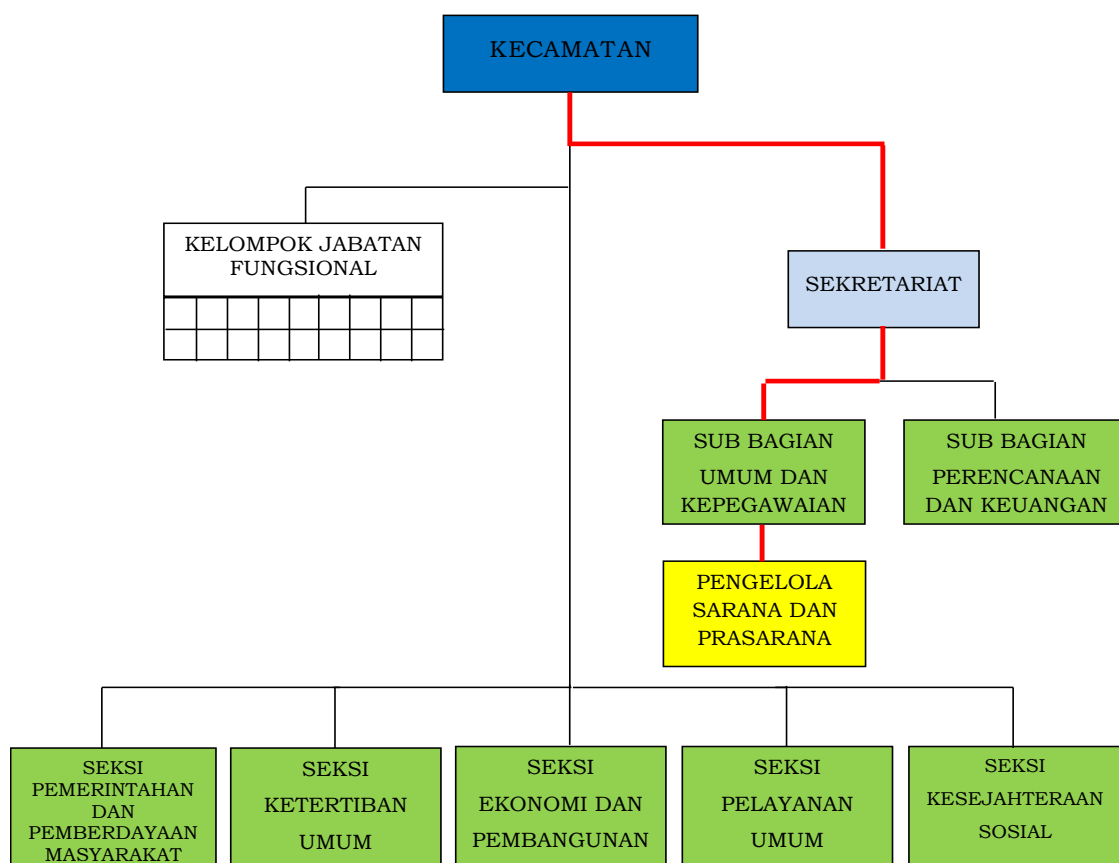 KECAMATAN
KELOMPOK JABATAN
FUNGSIONAL
SEKRETARIAT
SUB BAGIAN
UMUM DAN
KEPEGAWAIAN
SUB BAGIAN
PERENCANAAN
DAN KEUANGAN
PENGELOLA
SARANA DAN
PRASARANA
SEKSI
PEMERINTAHAN
DAN
PEMBERDAYAAN
MASYARAKAT
SEKSI
KETERTIBAN
UMUM
SEKSI
EKONOMI DAN
PEMBANGUNAN
SEKSI
PELAYANAN
UMUM
SEKSI
KESEJAHTERAAN
SOSIAL